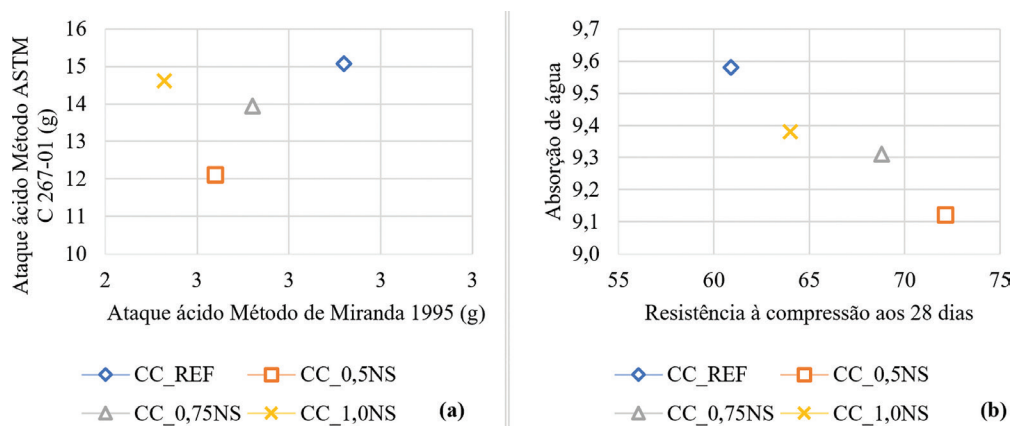 Ataque ácido Método ASTM
C 267-01 (g)
16
15
14
13
12
11
10
2
3
3
3
3
Ataque ácido Método de Miranda 1995 (g)
CC_REF
CC_0,5NS
CC_0,75NS
CC_1,0NS
(a)
Absorção de água
9,7
9,6
9,5
9,4
9,3
9,2
9,1
9,0
55
60
65
70
75
Resistência à compressão aos 28 dias
CC_REF
CC_0,5NS
CC_0,75NS
CC_1,0NS
(b)